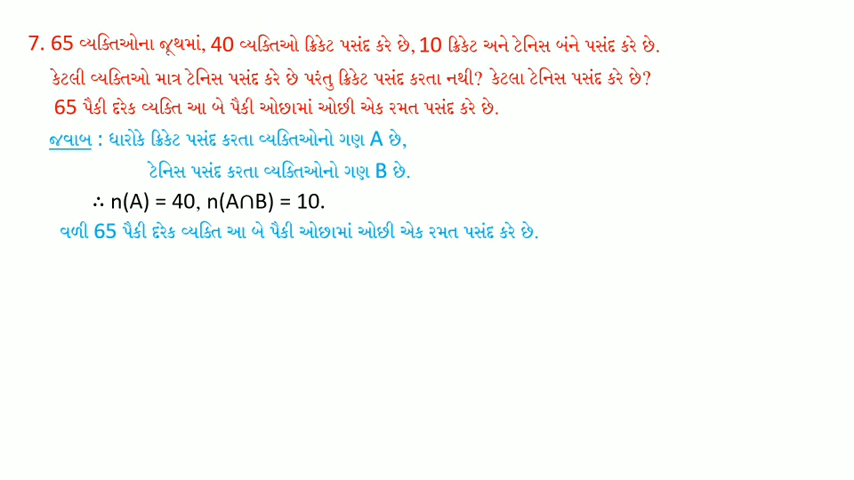 7. 65 વ્યક્તિઓના જૂથમાં, 40 વ્યક્તિઓ ક્રિકેટ પસંદ કરે છે, 10 ક્રિકેટ અને ટેનિસ બંને પસંદ કરે છે.
કેટલી વ્યક્તિઓ માત્ર ટેનિસ પસંદ કરે છે પરંતુ ક્રિકેટ પસંદ કરતા નથી? કેટલા ટેનિસ પસંદ કરે છે?
65 પૈકી દરેક વ્યક્તિ આ બે પૈકી ઓછામાં ઓછી એક રમત પસંદ કરે છે.
જવાબ : ધારોકે ક્રિકેટ પસંદ કરતા વ્યક્તિઓનો ગણ A છે,
ટેનિસ પસંદ કરતા વ્યક્તિઓનો ગણ B છે.
∴ n(A) = 40, n(A∩B) = 10.
વળી 65 પૈકી દરેક વ્યક્તિ આ બે પૈકી ઓછામાં ઓછી એક રમત પસંદ કરે છે.